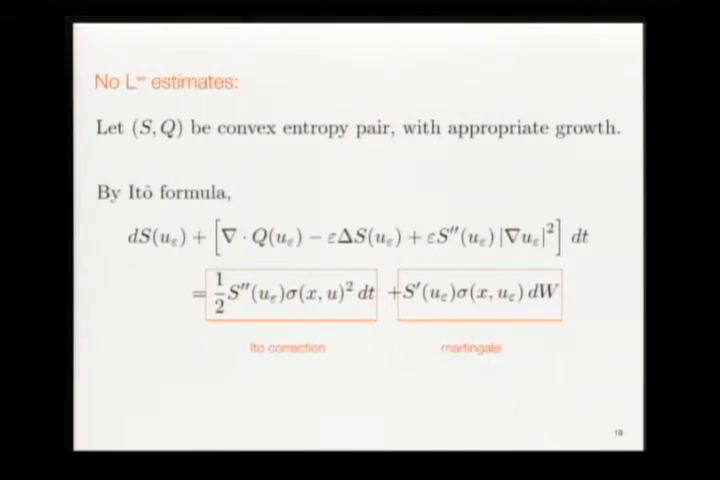 No L∞ estimates:
Let (S, Q) be convex entropy pair, with appropriate growth.
By Itô formula,
dS(uε) + [∇ · Q(uε) − εΔS(uε) + εS″(uε) |∇uε|²] dt
= 1/2 S″(uε)σ(x, u)² dt +S′(uε)σ(x, uε) dW
Ito correction
martingale
19